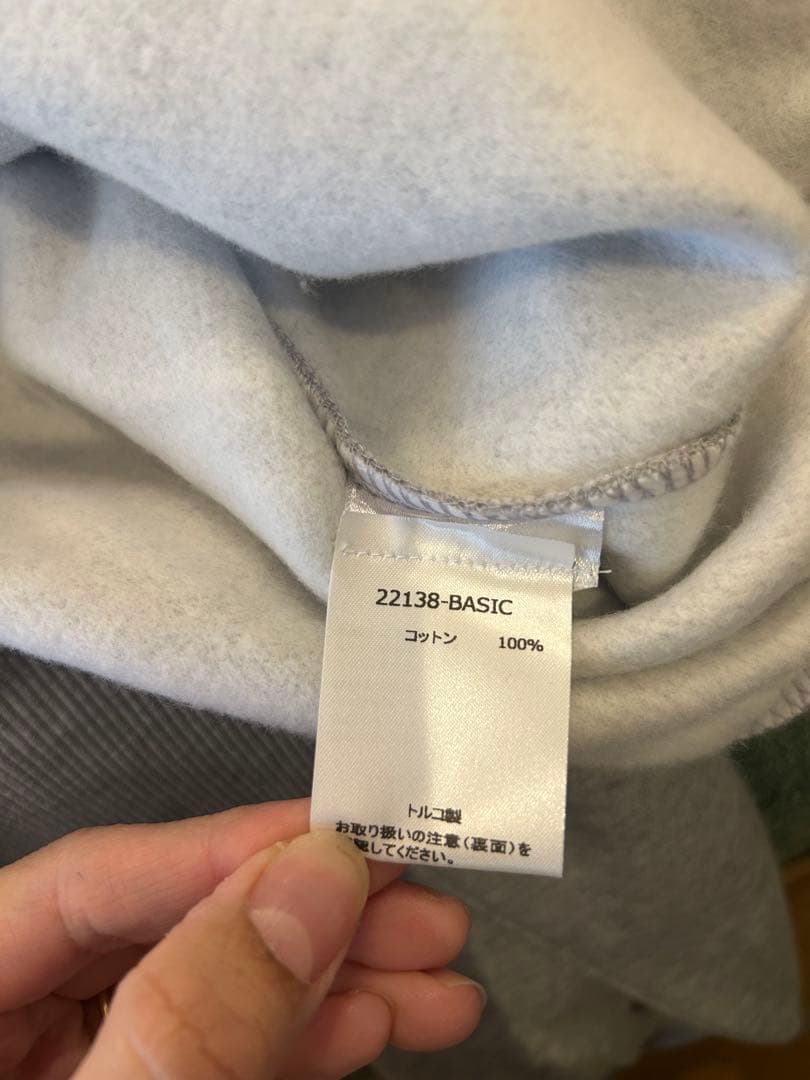 22138-BASIC
コットン 100%
トルコ製
お取り扱いの注意(裏面)を
認してください。